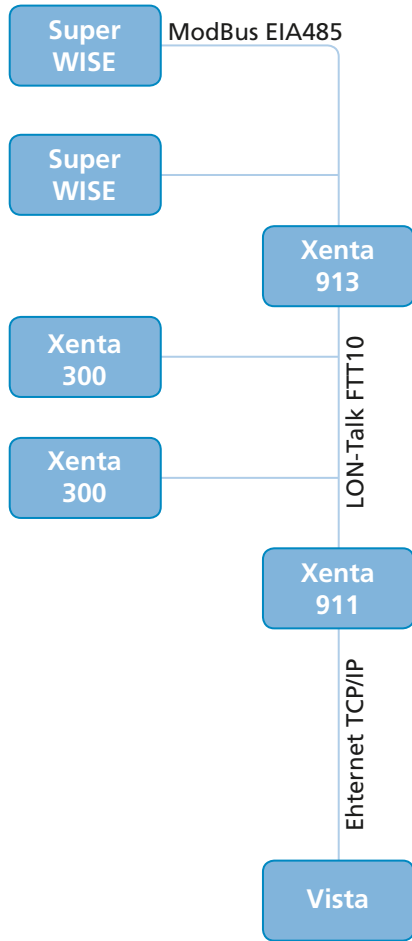 Super
WISE
ModBus EIA485
Super
WISE
Xenta
913
Xenta
300
LON-Talk FTT10
Xenta
300
Xenta
911
Ehternet TCP/IP
Vista